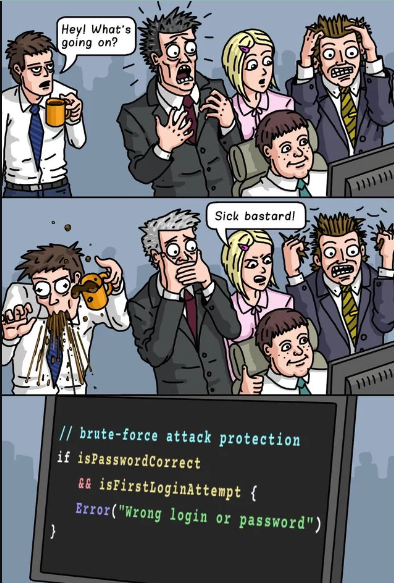 Hey! What's
going on?
Sick bastard!
// brute-force attack protection
if isPasswordCorrect
&& isFirstLoginAttempt {
Error("Wrong login or password")
}